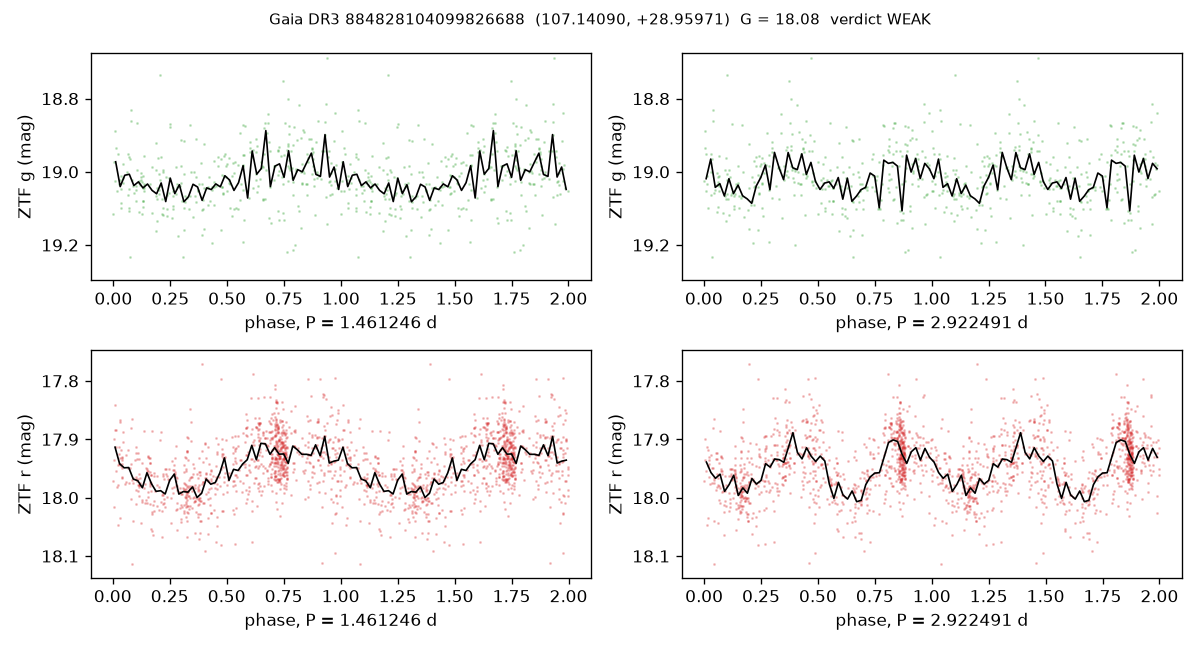 Gaia DR3 884828104099826688 (107.14090, +28.95971) G = 18.08 verdict WEAK
ZTF g (mag)
18.8
19.0
19.2
0.00 0.25 0.50 0.75 1.00 1.25 1.50 1.75 2.00
phase, P = 1.461246 d
ZTF g (mag)
18.8
19.0
19.2
0.00 0.25 0.50 0.75 1.00 1.25 1.50 1.75 2.00
phase, P = 2.922491 d
ZTF r (mag)
17.8
17.9
18.0
18.1
0.00 0.25 0.50 0.75 1.00 1.25 1.50 1.75 2.00
phase, P = 1.461246 d
ZTF r (mag)
17.8
17.9
18.0
18.1
0.00 0.25 0.50 0.75 1.00 1.25 1.50 1.75 2.00
phase, P = 2.922491 d